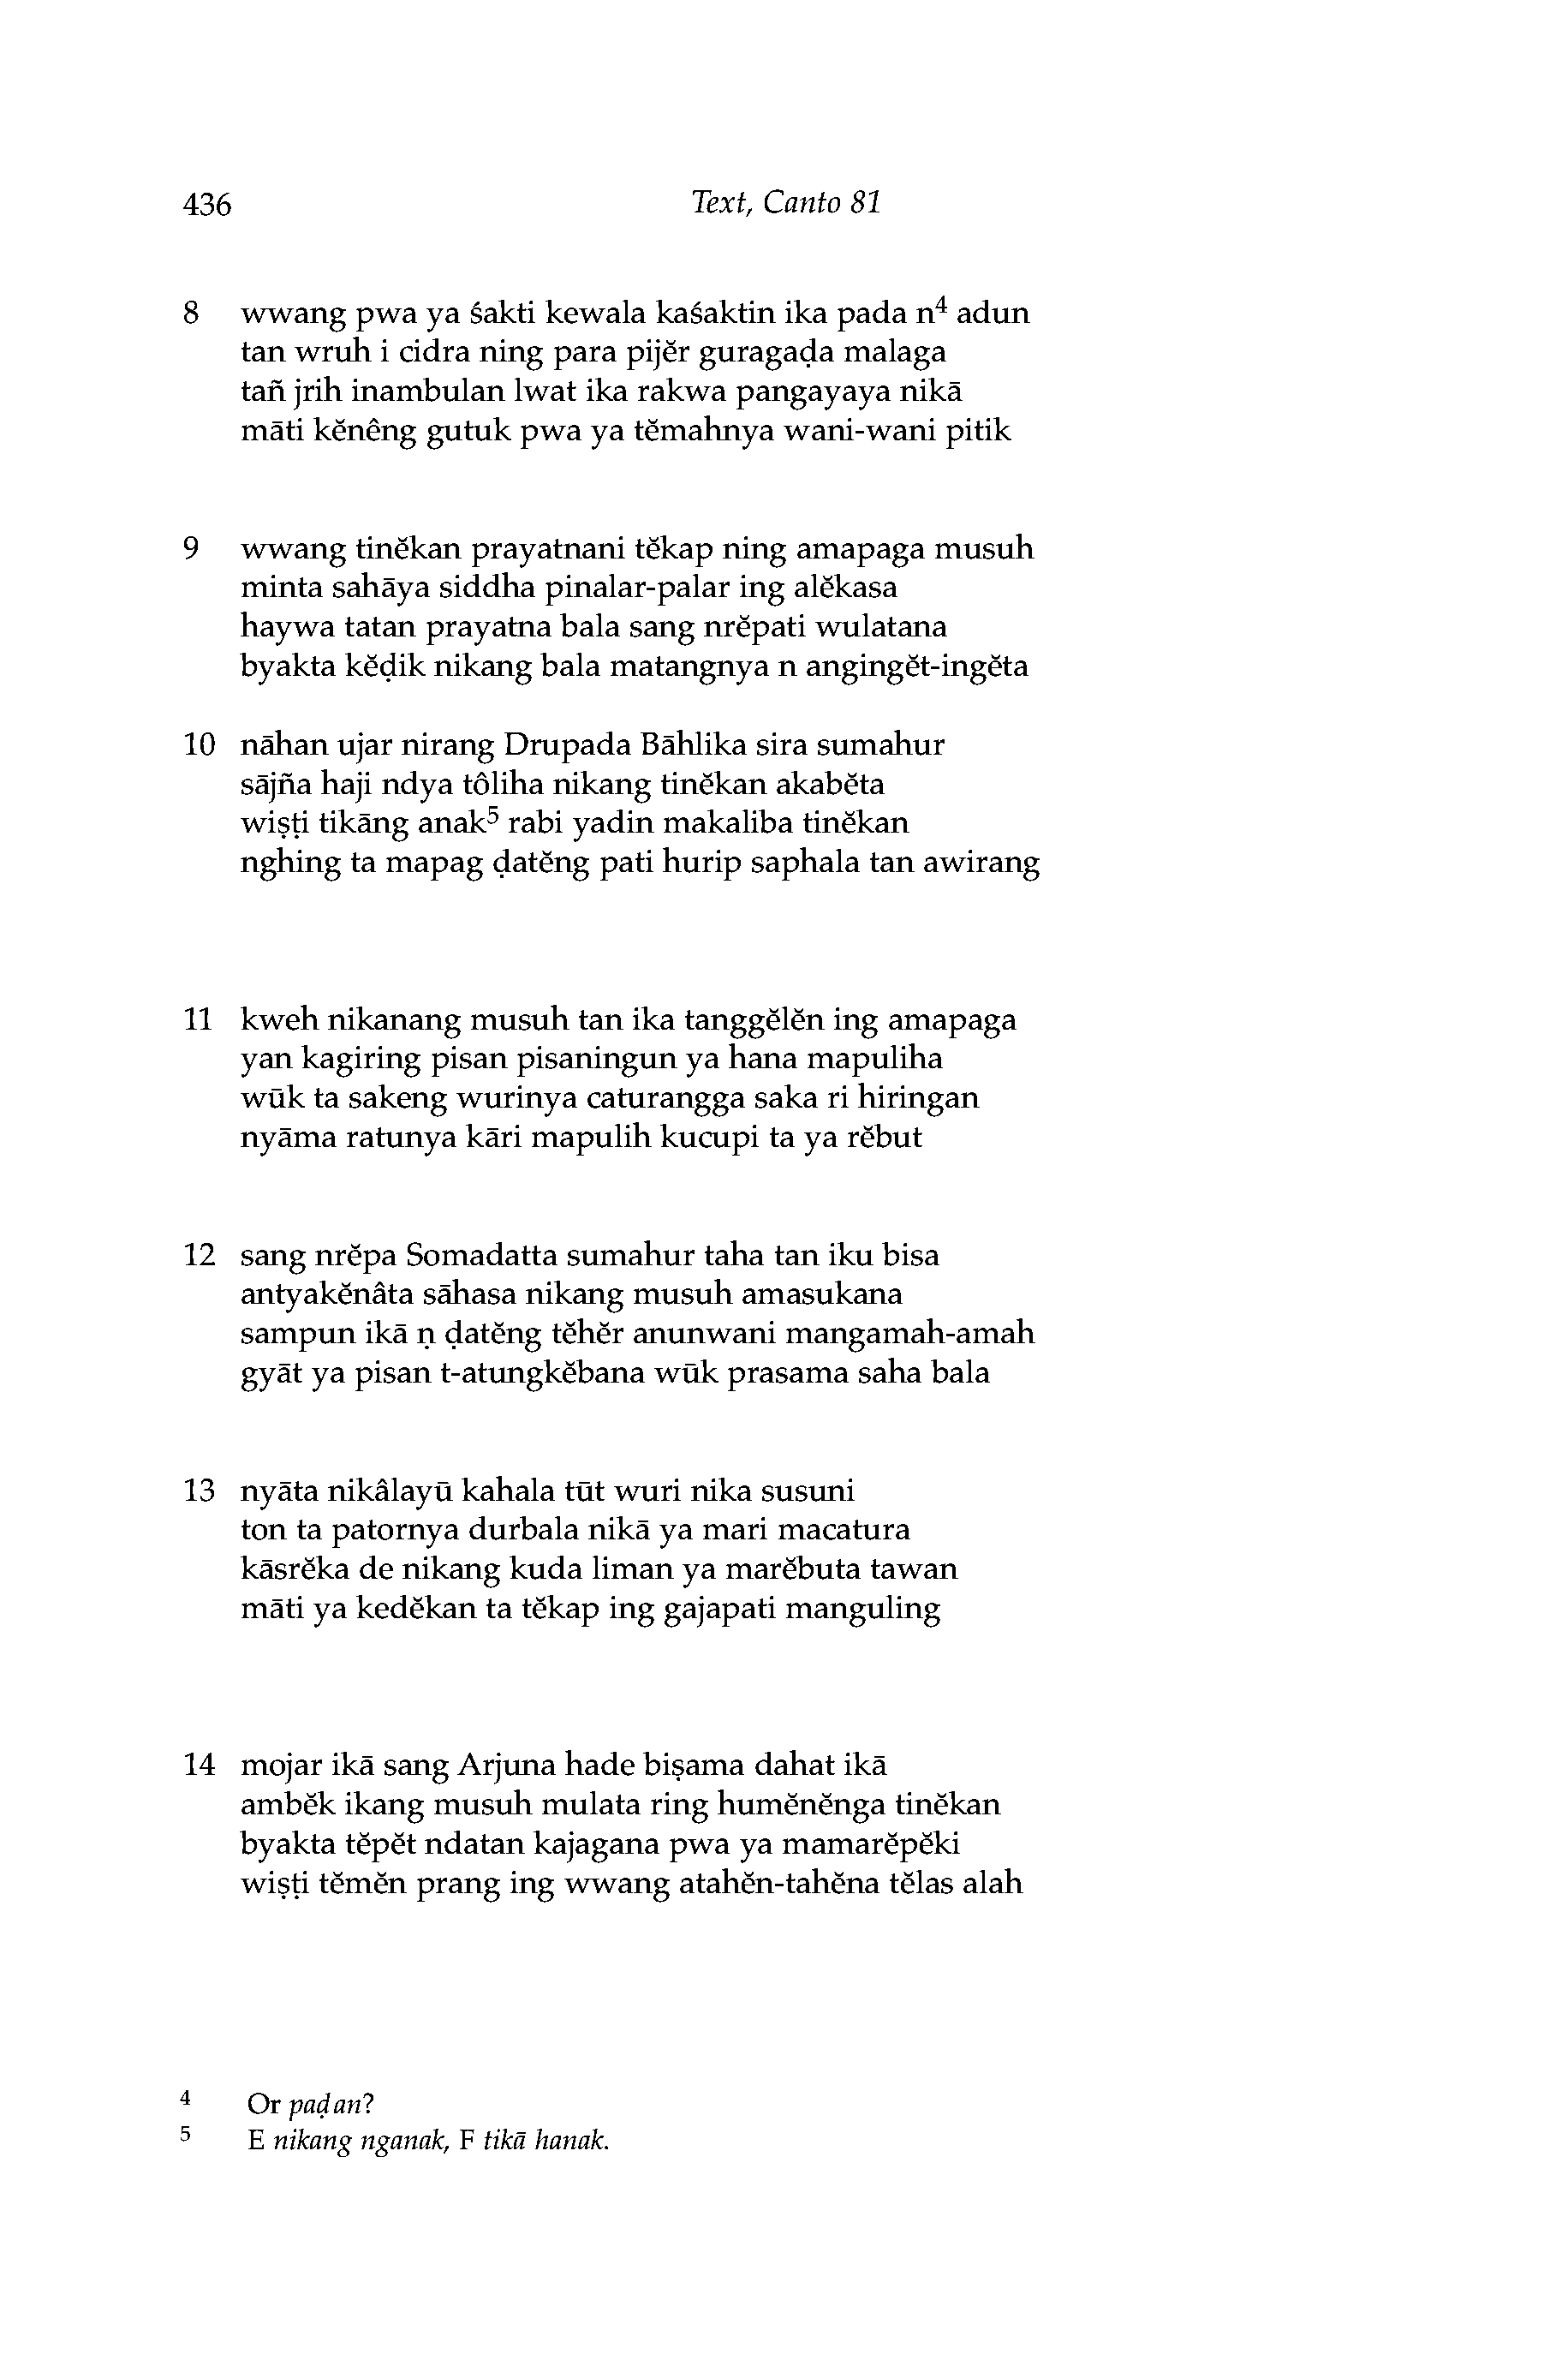 436 Text, Canto 81
8 wwang pwa ya śakti kewala kaśaktin ika pada n⁴ adun
tan wruh i cidra ning para pijĕr guragaḍa malaga
tañ jrih inambulan lwat ika rakwa pangayaya nikā
māti kĕnêng gutuk pwa ya tĕmahnya wani-wani pitik
9 wwang tinĕkan prayatnani tĕkap ning amapaga musuh
minta sahāya siddha pinalar-palar ing alĕkasa
haywa tatan prayatna bala sang nrĕpati wulatana
byakta kĕḍik nikang bala matangnya n angingĕt-ingĕta
10 nāhan ujar nirang Drupada Bāhlika sira sumahur
sājña haji ndya tôliha nikang tinĕkan akabĕta
wiṣṭi tikāng anak⁵ rabi yadin makaliba tinĕkan
nghing ta mapag ḍatĕng pati hurip saphala tan awirang
11 kweh nikanang musuh tan ika tanggĕlĕn ing amapaga
yan kagiring pisan pisaningun ya hana mapuliha
wūk ta sakeng wurinya caturangga saka ri hiringan
nyāma ratunya kāri mapulih kucupi ta ya rĕbut
12 sang nrĕpa Somadatta sumahur taha tan iku bisa
antyakĕnâta sāhasa nikang musuh amasukana
sampun ikā ṇ ḍatĕng tĕhĕr anunwani mangamah-amah
gyāt ya pisan t-atungkĕbana wūk prasama saha bala
13 nyāta nikâlayū kahala tūt wuri nika susuni
ton ta patornya durbala nikā ya mari macatura
kāsrĕka de nikang kuda liman ya marĕbuta tawan
māti ya kedĕkan ta tĕkap ing gajapati manguling
14 mojar ikā sang Arjuna hade biṣama dahat ikā
ambĕk ikang musuh mulata ring humĕnĕnga tinĕkan
byakta tĕpĕt ndatan kajagana pwa ya mamarĕpĕki
wiṣṭi tĕmĕn prang ing wwang atahĕn-tahĕna tĕlas alah
⁴ Or paḍan?
⁵ E nikang nganak, F tikā hanak.